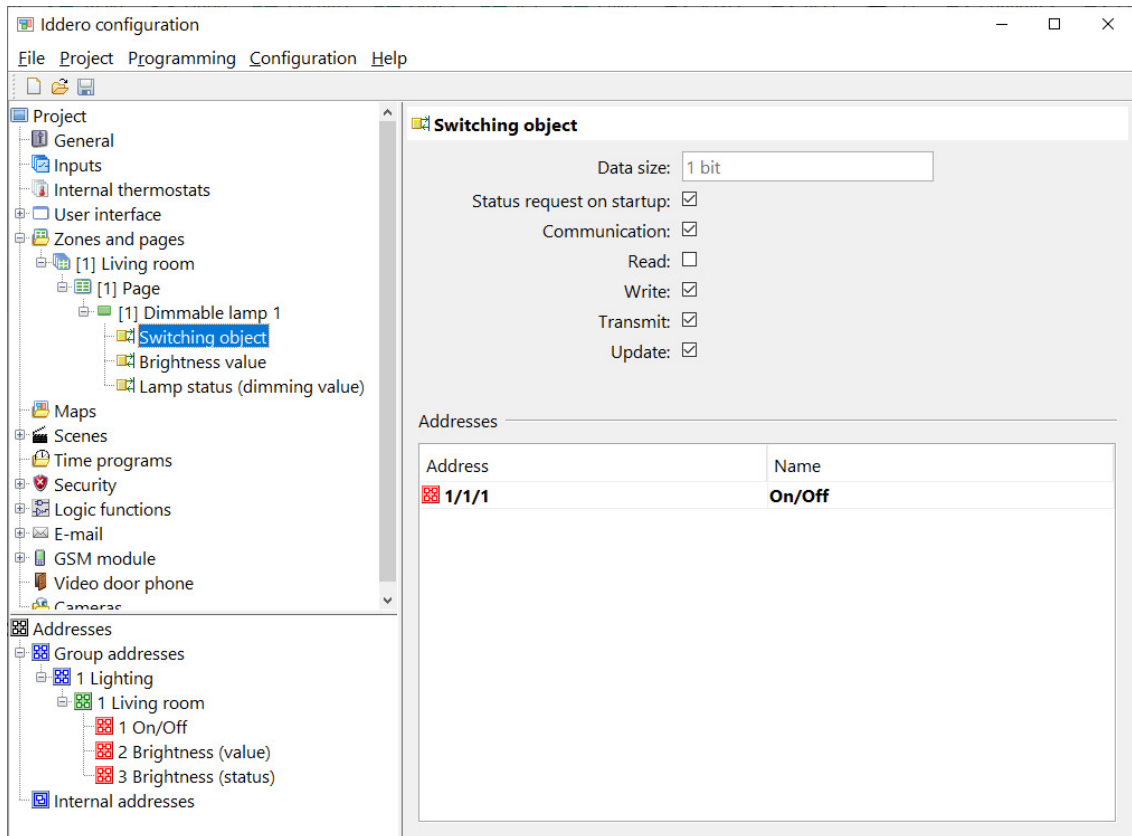 Iddero configuration
File Project Programming Configuration Help
Project
General
Inputs
Internal thermostats
User interface
Zones and pages
[1] Living room
[1] Page
[1] Dimmable lamp 1
Switching object
Brightness value
Lamp status (dimming value)
Maps
Scenes
Time programs
Security
Logic functions
E-mail
GSM module
Video door phone
Cameras
Addresses
Group addresses
1 Lighting
1 Living room
1 On/Off
2 Brightness (value)
3 Brightness (status)
Internal addresses
Switching object
Data size: 1 bit
Status request on startup:
Communication:
Read:
Write:
Transmit:
Update:
Addresses
Address Name
1/1/1 On/Off